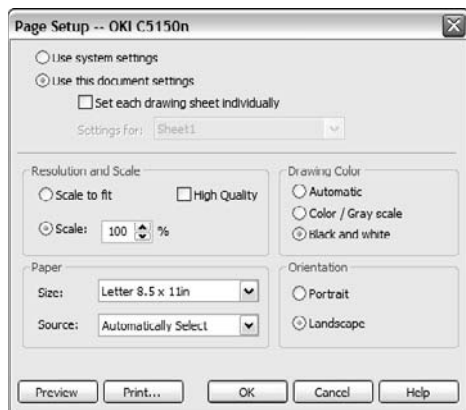 Page Setup -- OKI C5150n
Use system settings
Use this document settings
Set each drawing sheet individually
Settings for: Sheet1
Resolution and Scale
Scale to fit High Quality
Scale: 100 %
Drawing Color
Automatic
Color / Gray scale
Black and white
Paper
Size: Letter 8.5 x 11in
Source: Automatically Select
Orientation
Portrait
Landscape
Preview Print... OK Cancel Help